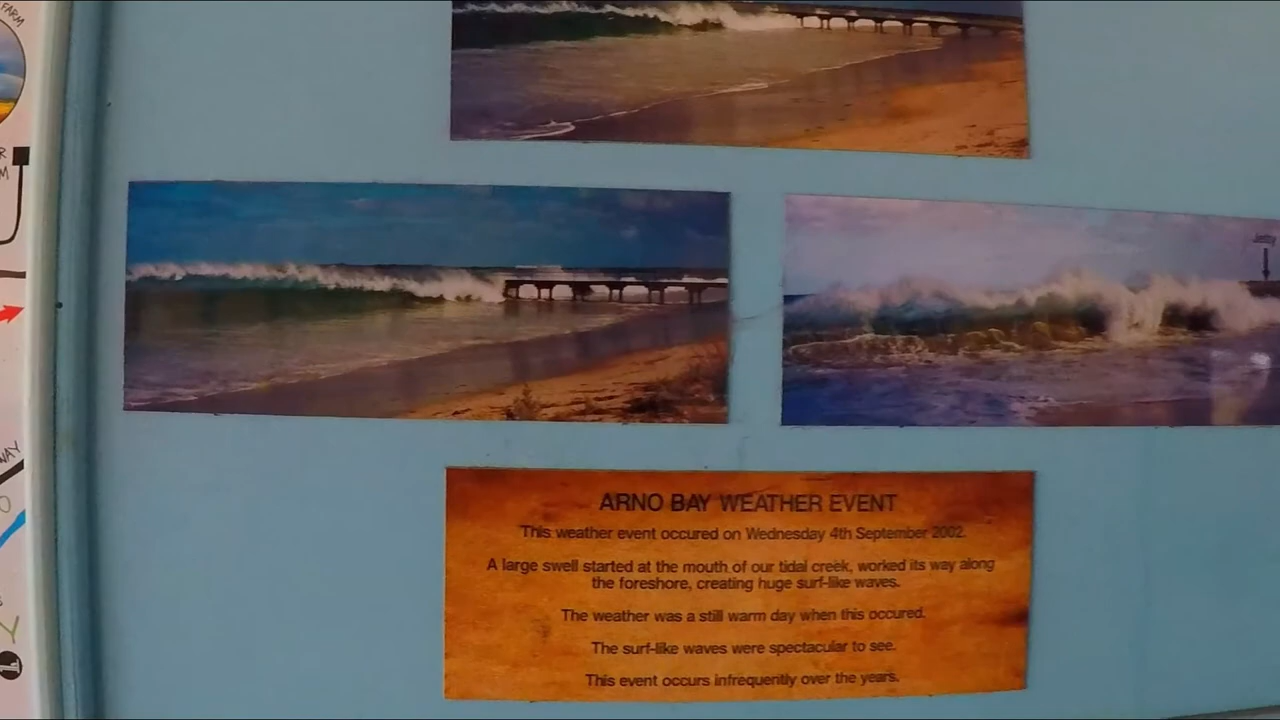 FARM
R
M
Jetty
WAY
O
S
Y
ARNO BAY WEATHER EVENT
This weather event occured on Wednesday 4th September 2002.
A large swell started at the mouth of our tidal creek, worked its way along
the foreshore, creating huge surf-like waves.
The weather was a still warm day when this occured.
The surf-like waves were spectacular to see.
This event occurs infrequently over the years.